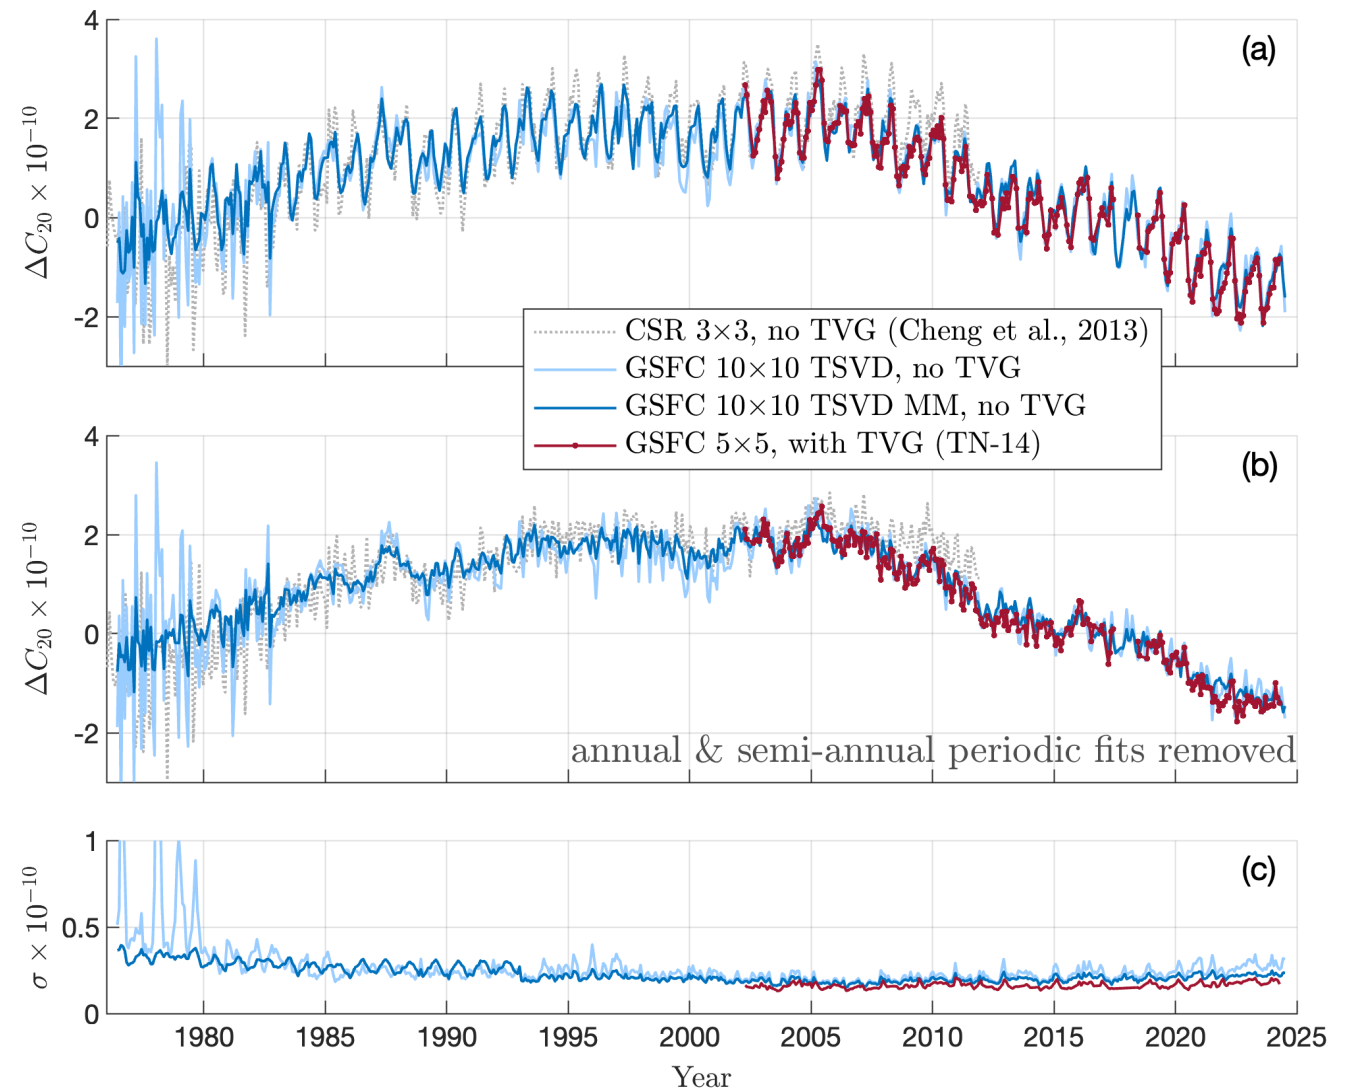 4
2
0
-2
ΔC₂₀ × 10⁻¹⁰
(a)
CSR 3×3, no TVG (Cheng et al., 2013)
GSFC 10×10 TSVD, no TVG
GSFC 10×10 TSVD MM, no TVG
GSFC 5×5, with TVG (TN-14)
4
2
0
-2
ΔC₂₀ × 10⁻¹⁰
(b)
annual & semi-annual periodic fits removed
1
0.5
0
σ × 10⁻¹⁰
(c)
1980 1985 1990 1995 2000 2005 2010 2015 2020 2025
Year